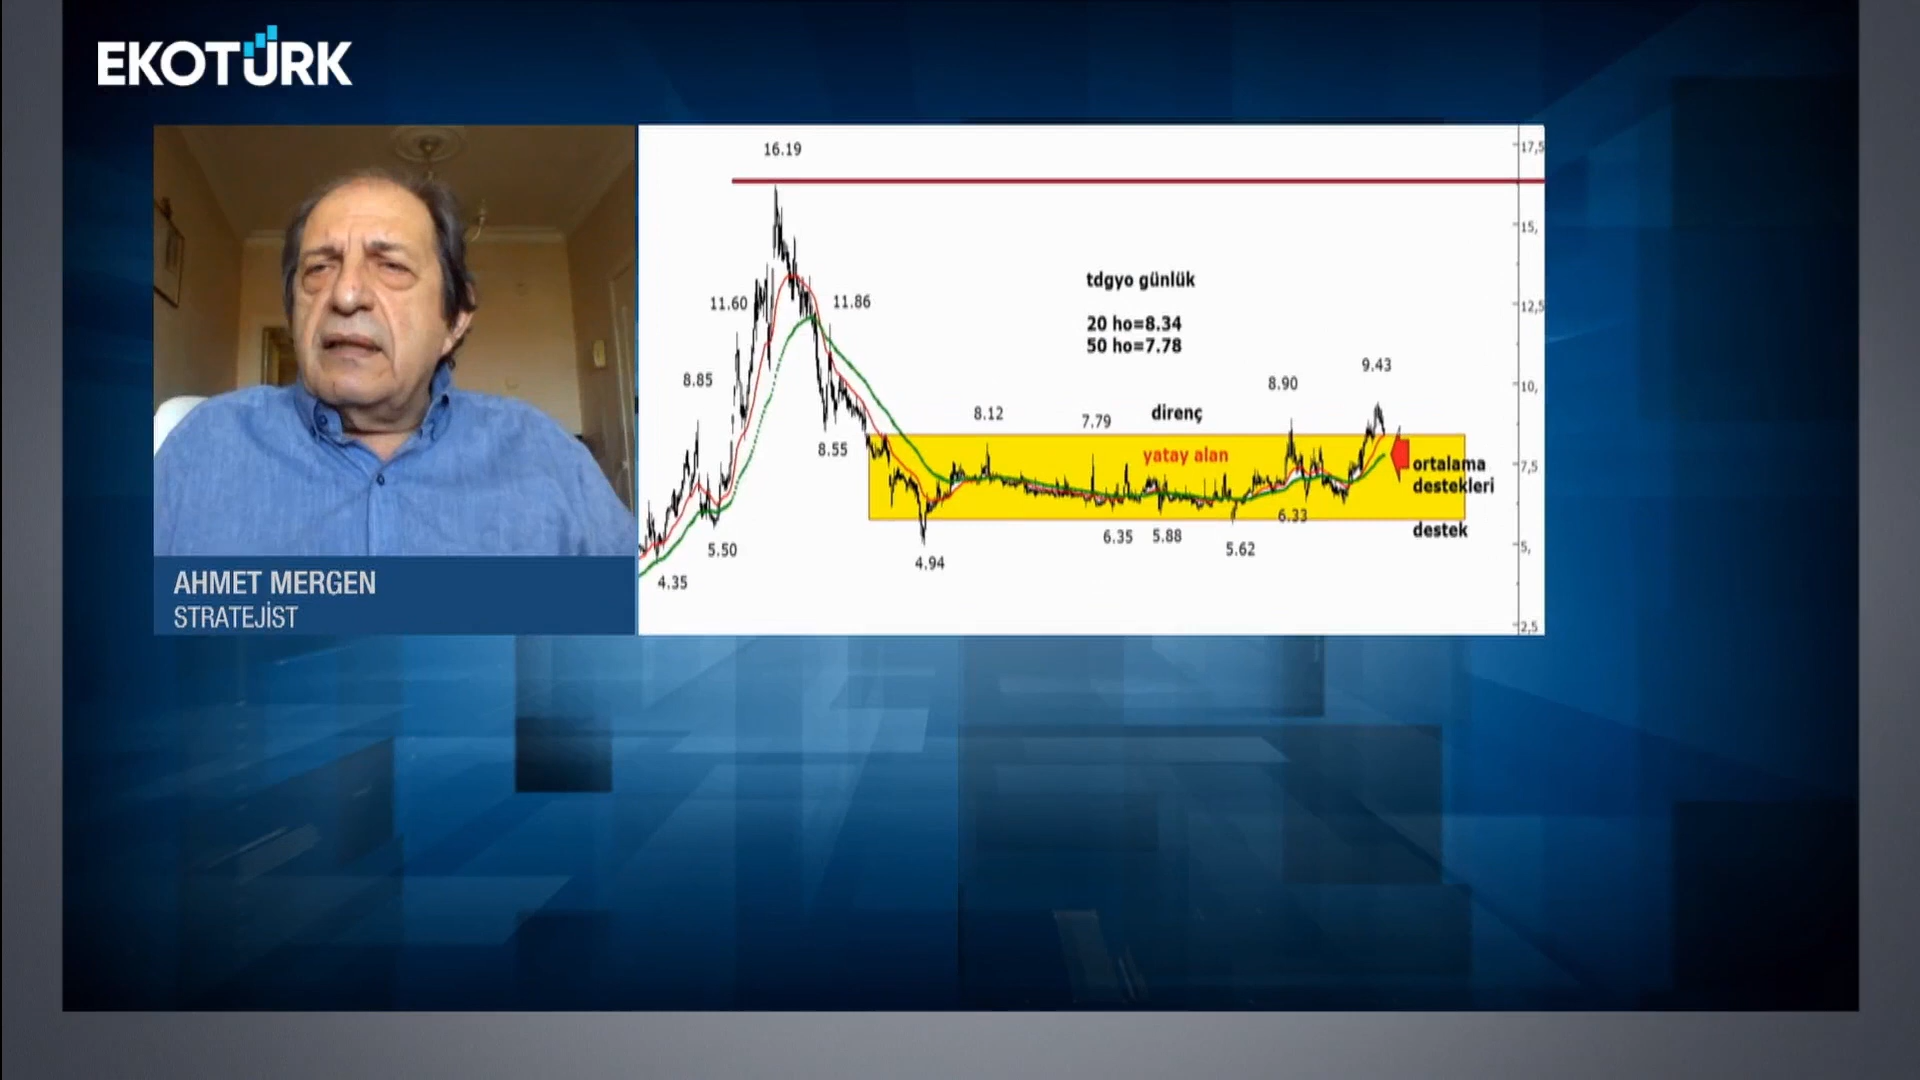 EKOTÜRK
AHMET MERGEN
STRATEJİST
16.19
17,5
15,
tdgyo günlük
11.60
11.86
12,5
20 ho=8.34
50 ho=7.78
9.43
8.85
8.90
10,
8.12
7.79
direnç
8.55
yatay alan
7,5
ortalama
destekleri
6.33
destek
5.50
6.35
5.88
5.62
5,
4.94
4.35
2,5